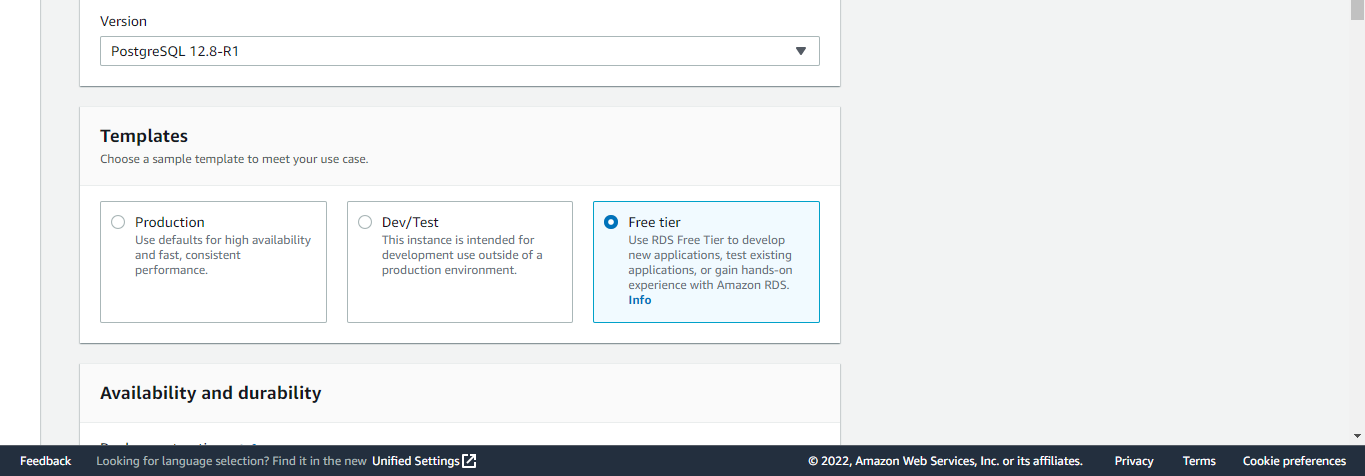 Version
PostgreSQL 12.8-R1
Templates
Choose a sample template to meet your use case.
Production
Use defaults for high availability
and fast, consistent
performance.
Dev/Test
This instance is intended for
development use outside of a
production environment.
Free tier
Use RDS Free Tier to develop
new applications, test existing
applications, or gain hands-on
experience with Amazon RDS.
Info
Availability and durability
Feedback
Looking for language selection? Find it in the new Unified Settings
© 2022, Amazon Web Services, Inc. or its affiliates.
Privacy
Terms
Cookie preferences